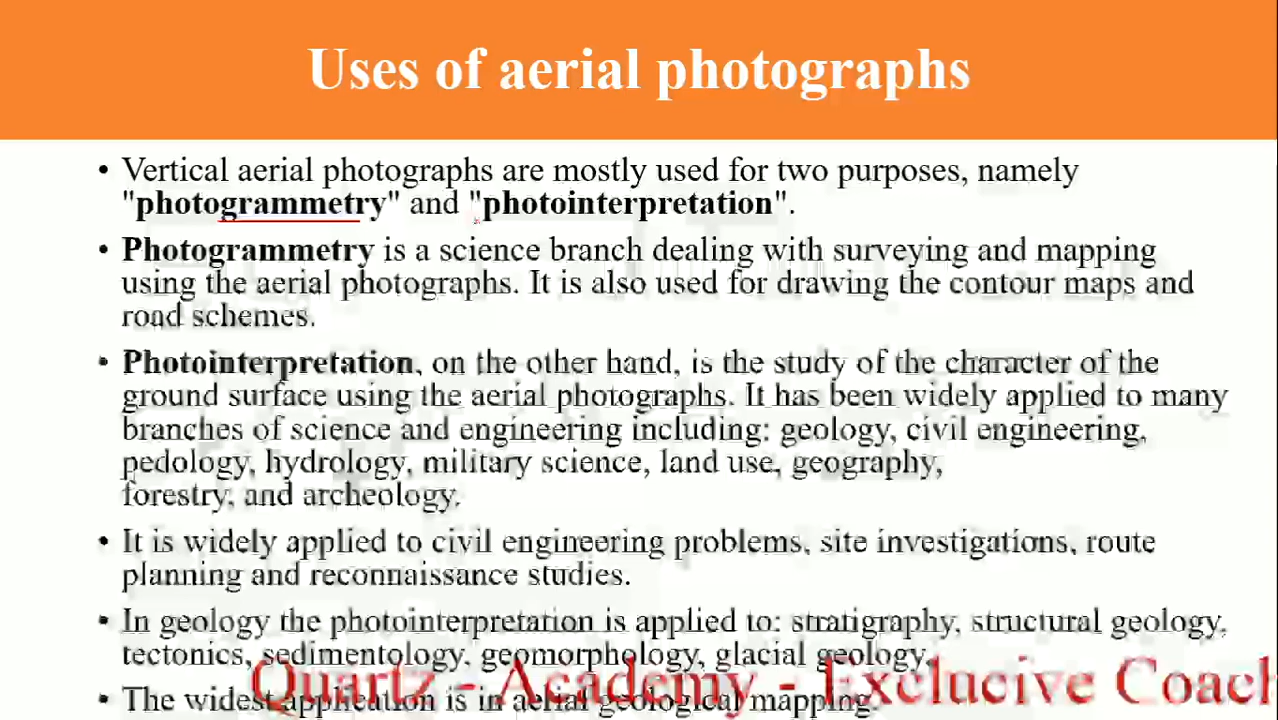 Uses of aerial photographs
• Vertical aerial photographs are mostly used for two purposes, namely
"photogrammetry" and "photointerpretation".
• Photogrammetry is a science branch dealing with surveying and mapping
using the aerial photographs. It is also used for drawing the contour maps and
road schemes.
• Photointerpretation, on the other hand, is the study of the character of the
ground surface using the aerial photographs. It has been widely applied to many
branches of science and engineering including: geology, civil engineering,
pedology, hydrology, military science, land use, geography,
forestry, and archeology.
• It is widely applied to civil engineering problems, site investigations, route
planning and reconnaissance studies.
• In geology the photointerpretation is applied to: stratigraphy, structural geology,
tectonics, sedimentology, geomorphology, glacial geology.
Quartz - Academy - Exclucive Coach
• The widest application is in aerial geological mapping.